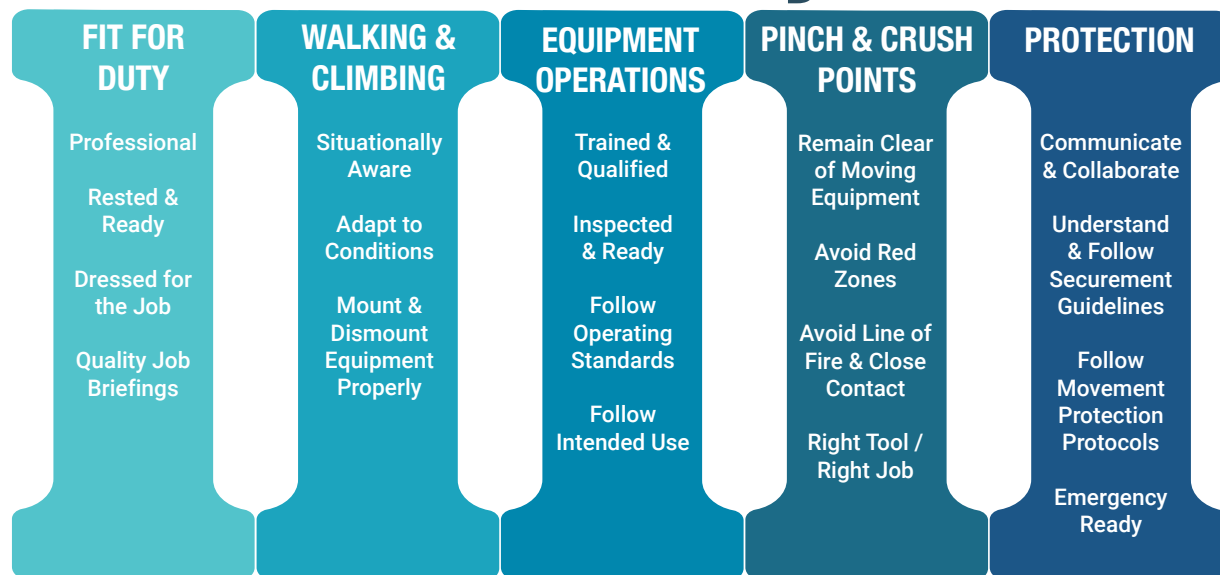 FIT FOR
DUTY
Professional
Rested &
Ready
Dressed for
the Job
Quality Job
Briefings
WALKING &
CLIMBING
Situationally
Aware
Adapt to
Conditions
Mount &
Dismount
Equipment
Properly
EQUIPMENT
OPERATIONS
Trained &
Qualified
Inspected
& Ready
Follow
Operating
Standards
Follow
Intended Use
PINCH & CRUSH
POINTS
Remain Clear
of Moving
Equipment
Avoid Red
Zones
Avoid Line of
Fire & Close
Contact
Right Tool /
Right Job
PROTECTION
Communicate
& Collaborate
Understand
& Follow
Securement
Guidelines
Follow
Movement
Protection
Protocols
Emergency
Ready